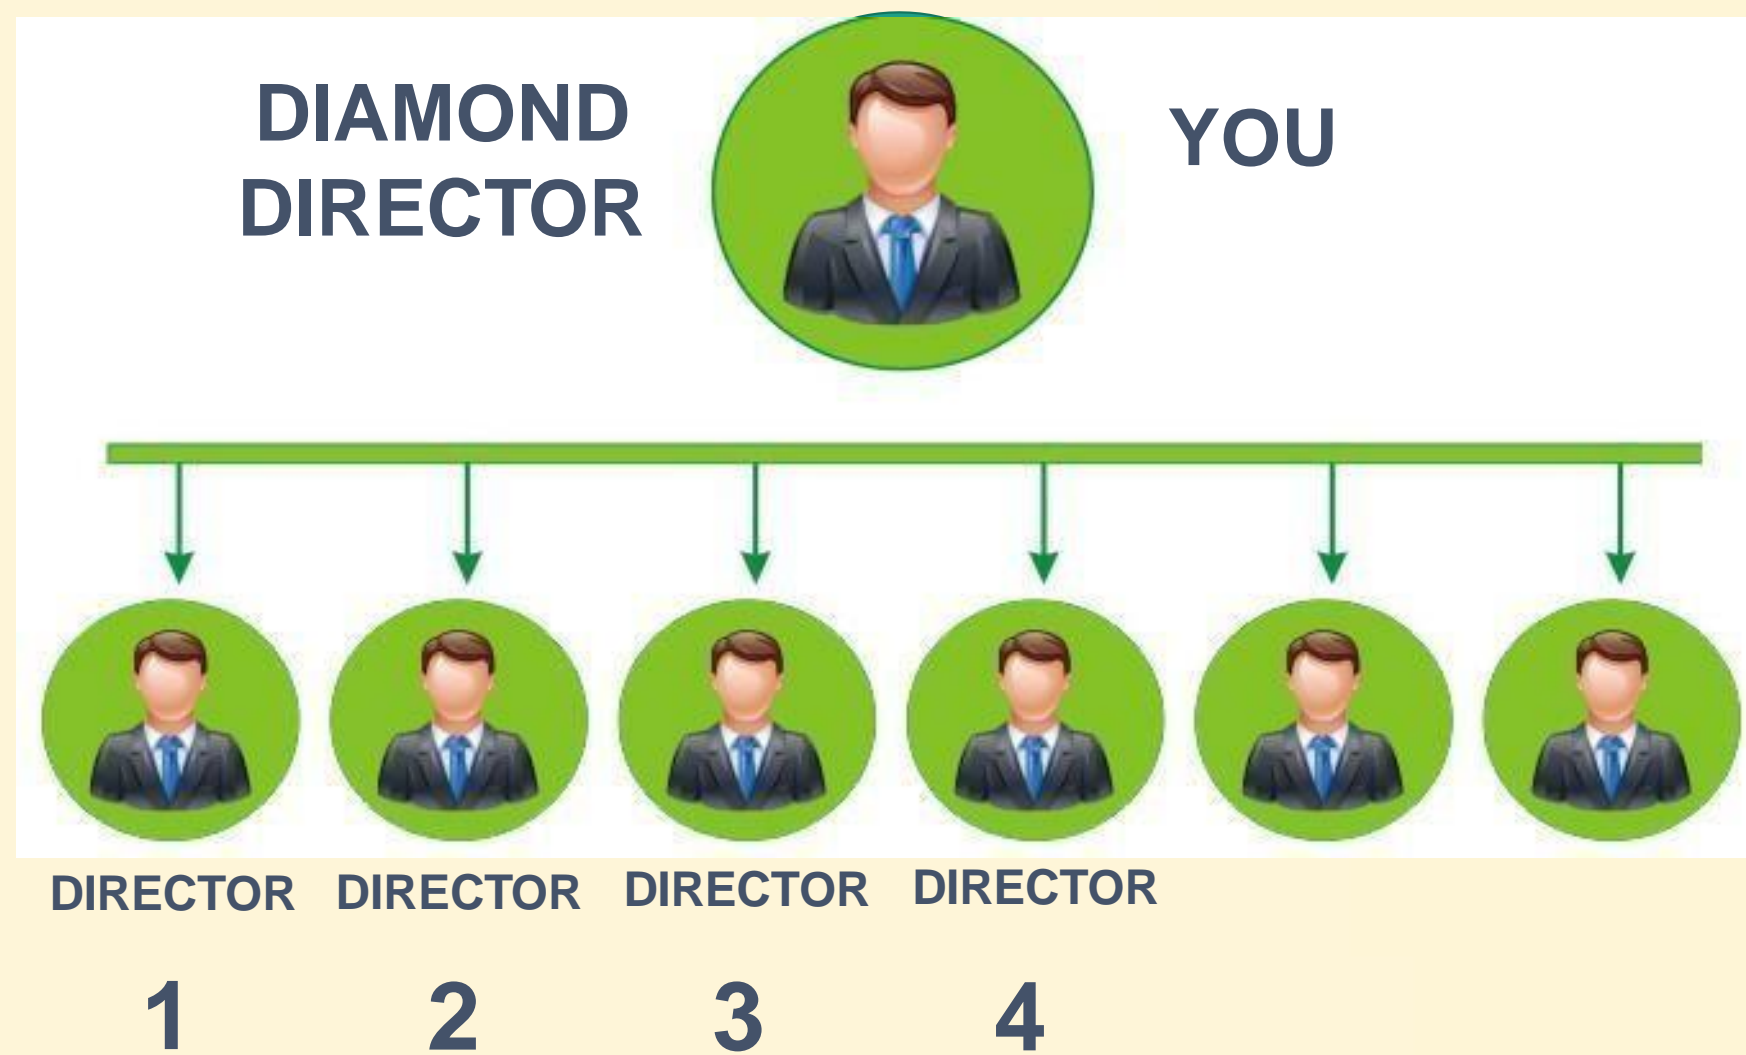 DIAMOND
DIRECTOR
YOU
DIRECTOR DIRECTOR DIRECTOR DIRECTOR
1 2 3 4